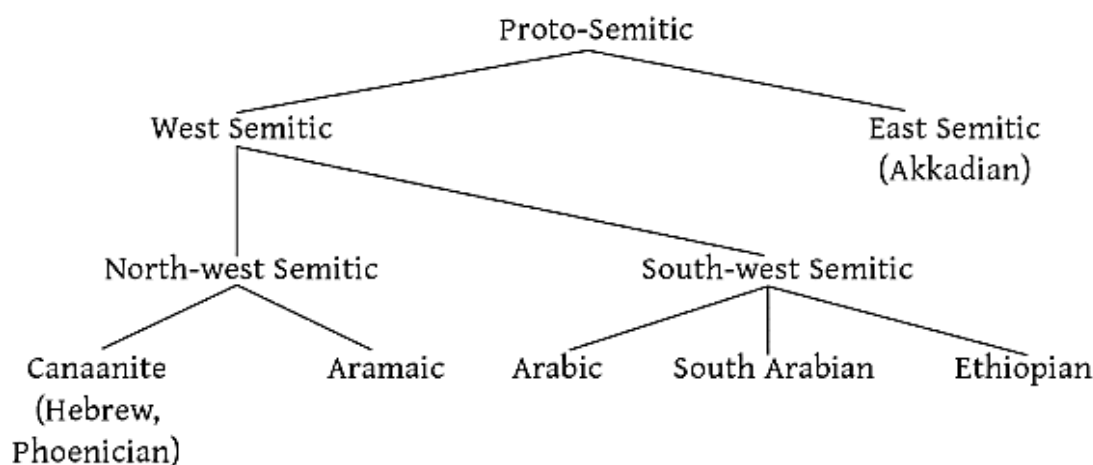 Proto-Semitic
West Semitic
East Semitic
(Akkadian)
North-west Semitic
South-west Semitic
Canaanite
(Hebrew,
Phoenician)
Aramaic
Arabic
South Arabian
Ethiopian